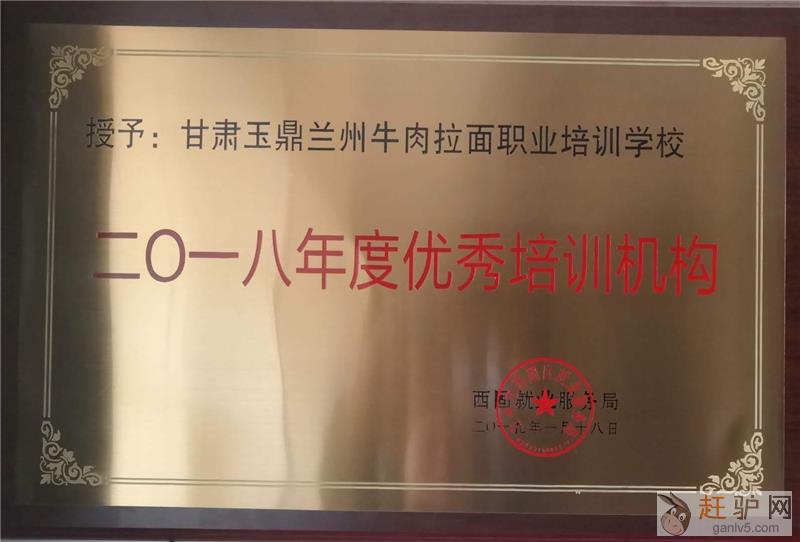 授予：甘肃玉鼎兰州牛肉拉面职业培训学校
二〇一八年度优秀培训机构
西固就业服务局
二〇一九年一月十八日
赶驴网
ganlv5.com